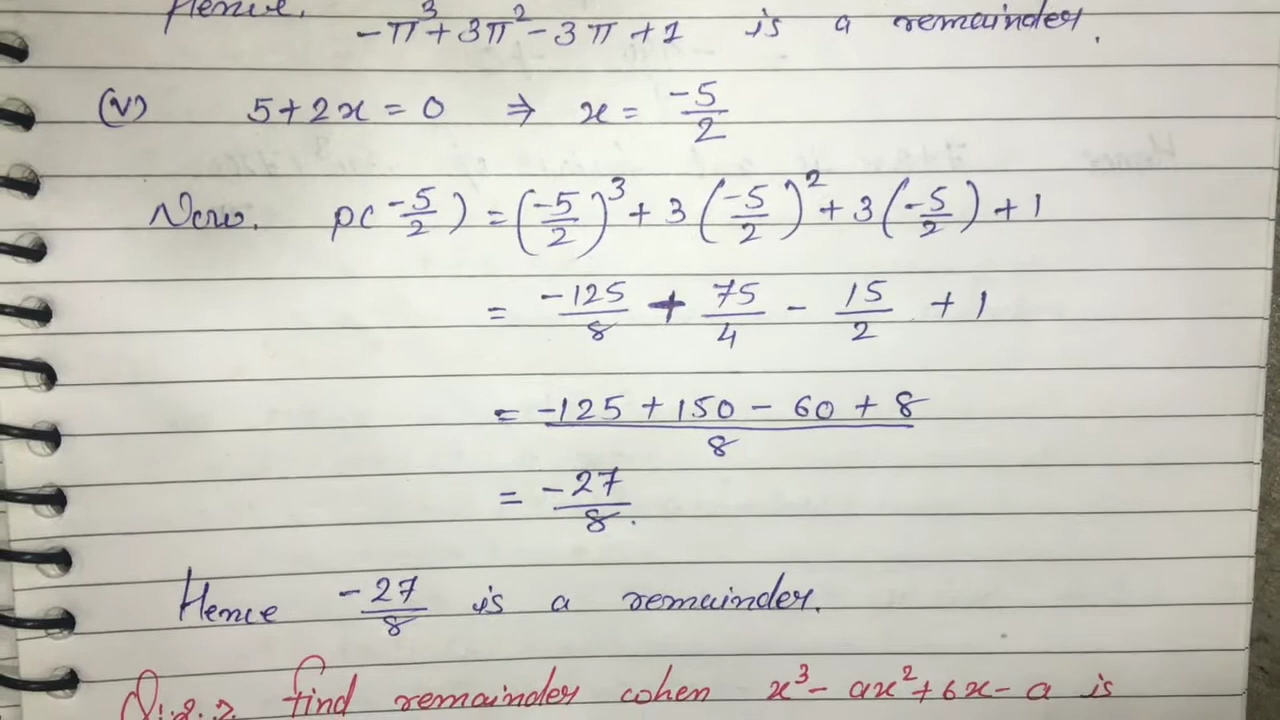 Hence. -π³ + 3π² - 3π + 1 is a remainder.
(v) 5 + 2x = 0 ⇒ x = -5/2
Now. p(-5/2) = (-5/2)³ + 3(-5/2)² + 3(-5/2) + 1
= -125/8 + 75/4 - 15/2 + 1
= (-125 + 150 - 60 + 8)/8
= -27/8.
Hence -27/8 is a remainder.
find remainder when x³ - ax² + 6x - a is